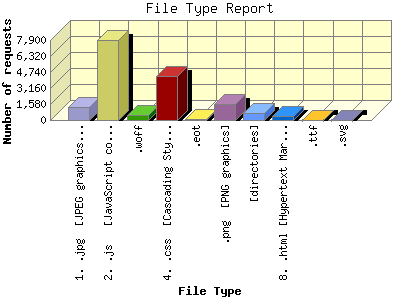 File Type Report
Number of requests
7,900
6,320
4,740
3,160
1,580
0
1. .jpg [JPEG graphics...
2. .js [JavaScript co...
.woff
4. .css [Cascading Sty...
.eot
.png [PNG graphics]
[directories]
8. .html [Hypertext Mar...
.ttf
.svg
File Type